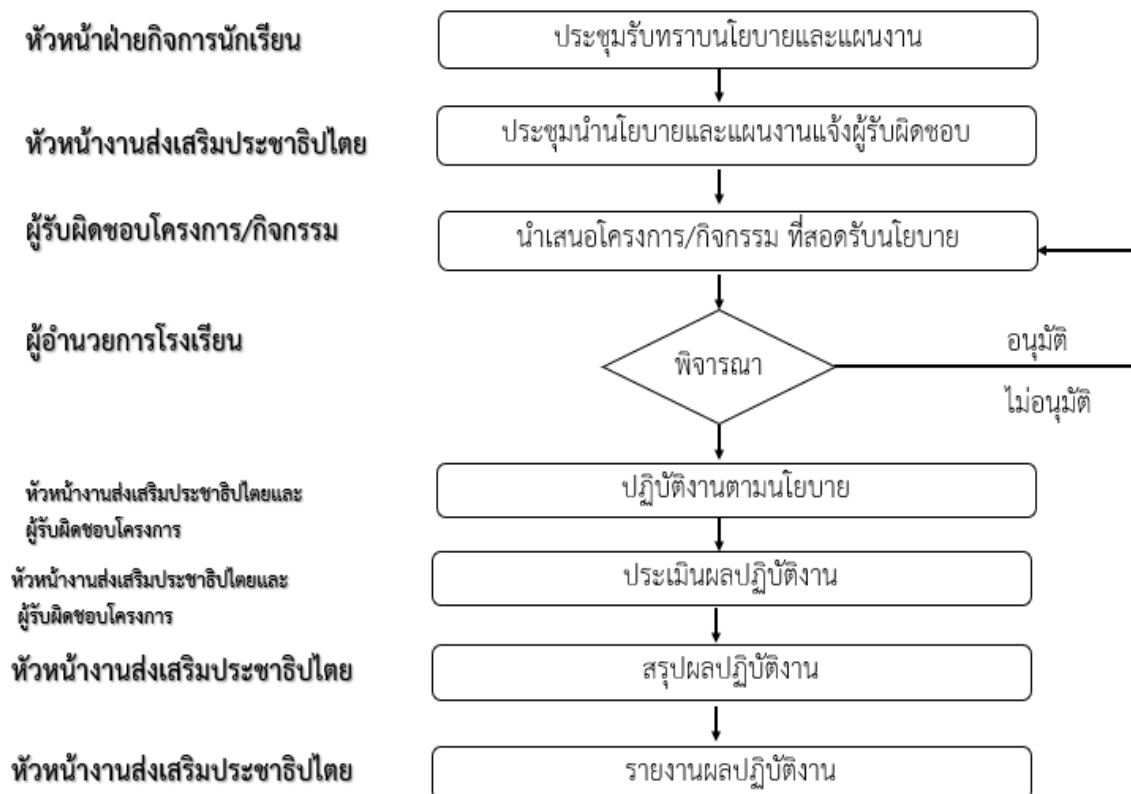 หัวหน้าฝ่ายกิจการนักเรียน
ประชุมรับทราบนโยบายและแผนงาน
หัวหน้างานส่งเสริมประชาธิปไตย
ประชุมนำนโยบายและแผนงานแจ้งผู้รับผิดชอบ
ผู้รับผิดชอบโครงการ/กิจกรรม
นำเสนอโครงการ/กิจกรรม ที่สอดรับนโยบาย
ผู้อำนวยการโรงเรียน
พิจารณา
อนุมัติ
ไม่อนุมัติ
หัวหน้างานส่งเสริมประชาธิปไตยและ
ผู้รับผิดชอบโครงการ
ปฏิบัติงานตามนโยบาย
หัวหน้างานส่งเสริมประชาธิปไตยและ
ผู้รับผิดชอบโครงการ
ประเมินผลปฏิบัติงาน
หัวหน้างานส่งเสริมประชาธิปไตย
สรุปผลปฏิบัติงาน
หัวหน้างานส่งเสริมประชาธิปไตย
รายงานผลปฏิบัติงาน